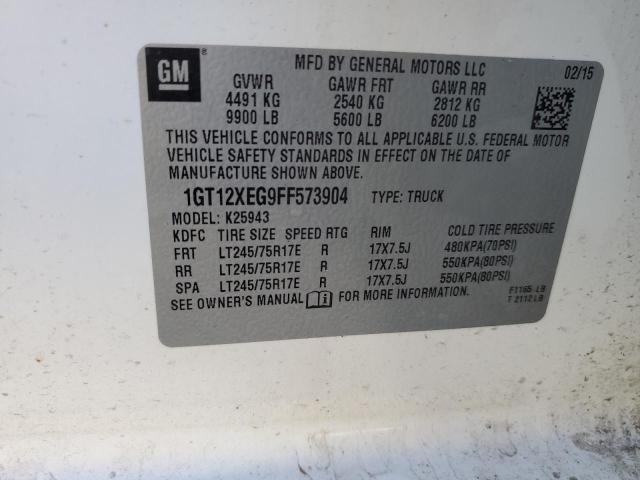 GM ®
MFD BY GENERAL MOTORS LLC 02/15
GVWR GAWR FRT GAWR RR
4491 KG 2540 KG 2812 KG
9900 LB 5600 LB 6200 LB
THIS VEHICLE CONFORMS TO ALL APPLICABLE U.S. FEDERAL MOTOR
VEHICLE SAFETY STANDARDS IN EFFECT ON THE DATE OF
MANUFACTURE SHOWN ABOVE.
1GT12XEG9FF573904 TYPE: TRUCK
MODEL: K25943
KDFC TIRE SIZE SPEED RTG RIM COLD TIRE PRESSURE
FRT LT245/75R17E R 17X7.5J 480KPA(70PSI)
RR LT245/75R17E R 17X7.5J 550KPA(80PSI)
SPA LT245/75R17E R 17X7.5J 550KPA(80PSI)
SEE OWNER'S MANUAL FOR MORE INFORMATION. F1165 LB
T 2112 LB